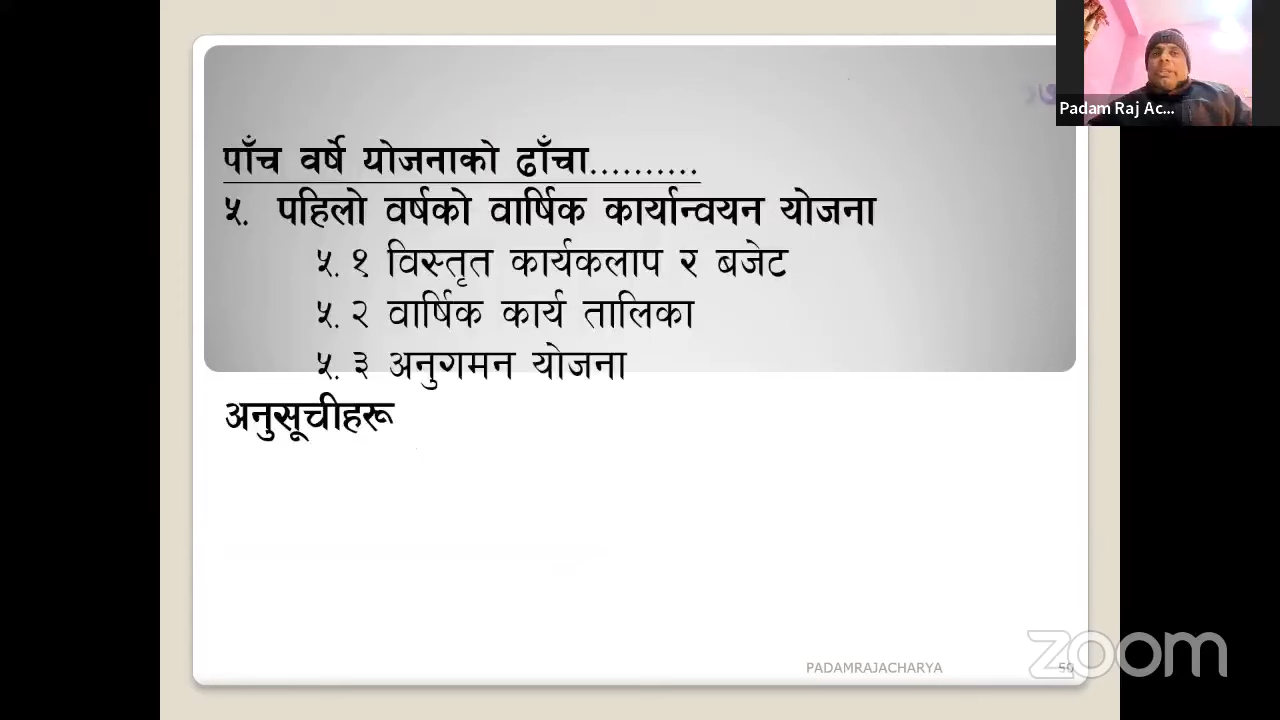 पाँच वर्षे योजनाको ढाँचा..........
५. पहिलो वर्षको वार्षिक कार्यान्वयन योजना
५. १ विस्तृत कार्यकलाप र बजेट
५. २ वार्षिक कार्य तालिका
५. ३ अनुगमन योजना
अनुसूचीहरू
Padam Raj Ac...
PADAMRAJACHARYA
50
zoom